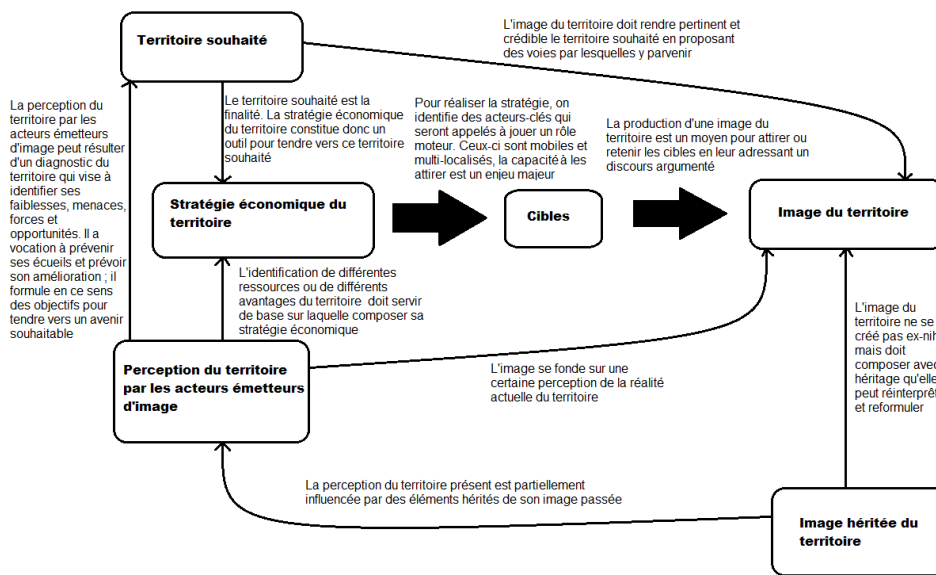 Territoire souhaité
L'image du territoire doit rendre pertinent et
crédible le territoire souhaité en proposant
des voies par lesquelles y parvenir
La perception du
territoire par les
acteurs émetteurs
d'image peut résulter
d'un diagnostic du
territoire qui vise à
identifier ses
faiblesses, menaces,
forces et
opportunités. Il a
vocation à prévenir
ses écueils et prévoir
son amélioration ; il
formule en ce sens
des objectifs pour
tendre vers un avenir
souhaitable
Le territoire souhaité est la
finalité. La stratégie économique
du territoire constitue donc un
outil pour tendre vers ce territoire
souhaité
Pour réaliser la stratégie, on
identifie des acteurs-clés qui
seront appelés à jouer un rôle
moteur. Ceux-ci sont mobiles et
multi-localisés, la capacité à les
attirer est un enjeu majeur
La production d'une image du
territoire est un moyen pour attirer ou
retenir les cibles en leur adressant un
discours argumenté
Stratégie économique du
territoire
Cibles
Image du territoire
L'identification de différentes
ressources ou de différents
avantages du territoire doit servir
de base sur laquelle composer sa
stratégie économique
L'image du
territoire ne se
créé pas ex-nih
mais doit
composer avec
héritage qu'elle
peut réinterpré
et reformuler
Perception du territoire
par les acteurs émetteurs
d'image
L'image se fonde sur une
certaine perception de la réalité
actuelle du territoire
La perception du territoire présent est partiellement
influencée par des éléments hérités de son image passée
Image héritée du
territoire